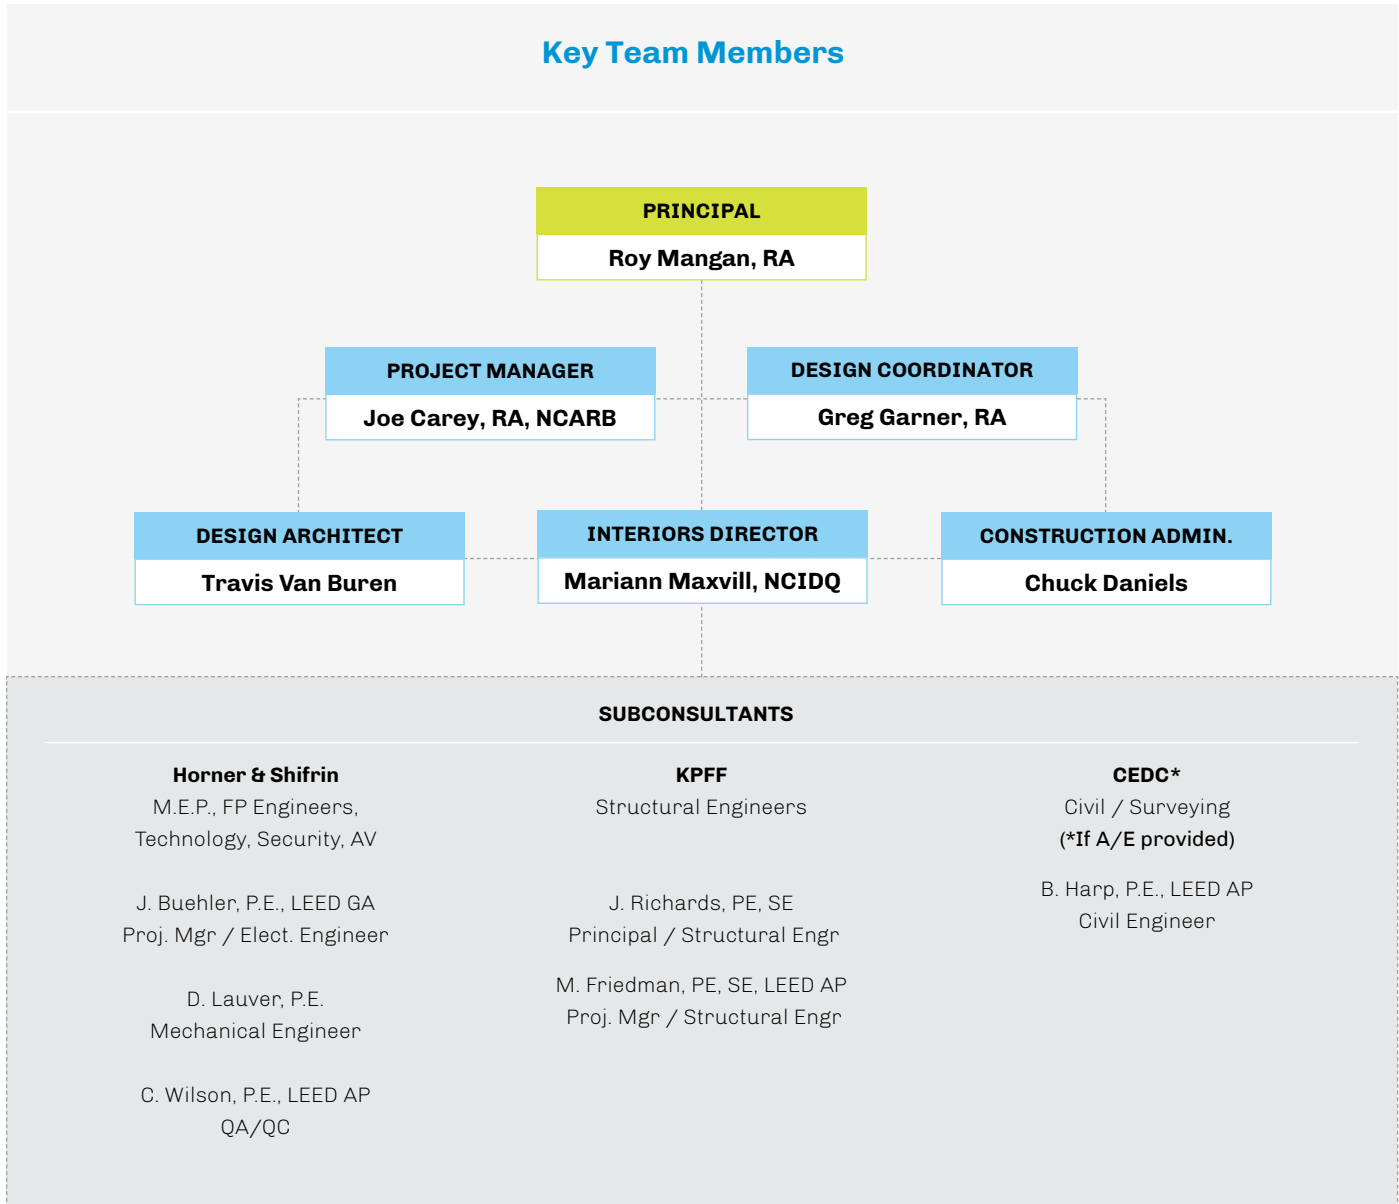 Key Team Members
PRINCIPAL
Roy Mangan, RA
PROJECT MANAGER
Joe Carey, RA, NCARB
DESIGN COORDINATOR
Greg Garner, RA
DESIGN ARCHITECT
Travis Van Buren
INTERIORS DIRECTOR
Mariann Maxvill, NCIDQ
CONSTRUCTION ADMIN.
Chuck Daniels
SUBCONSULTANTS
Horner & Shifrin
M.E.P., FP Engineers,
Technology, Security, AV
J. Buehler, P.E., LEED GA
Proj. Mgr / Elect. Engineer
D. Lauver, P.E.
Mechanical Engineer
C. Wilson, P.E., LEED AP
QA/QC
KPFF
Structural Engineers
J. Richards, PE, SE
Principal / Structural Engr
M. Friedman, PE, SE, LEED AP
Proj. Mgr / Structural Engr
CEDC*
Civil / Surveying
(*If A/E provided)
B. Harp, P.E., LEED AP
Civil Engineer